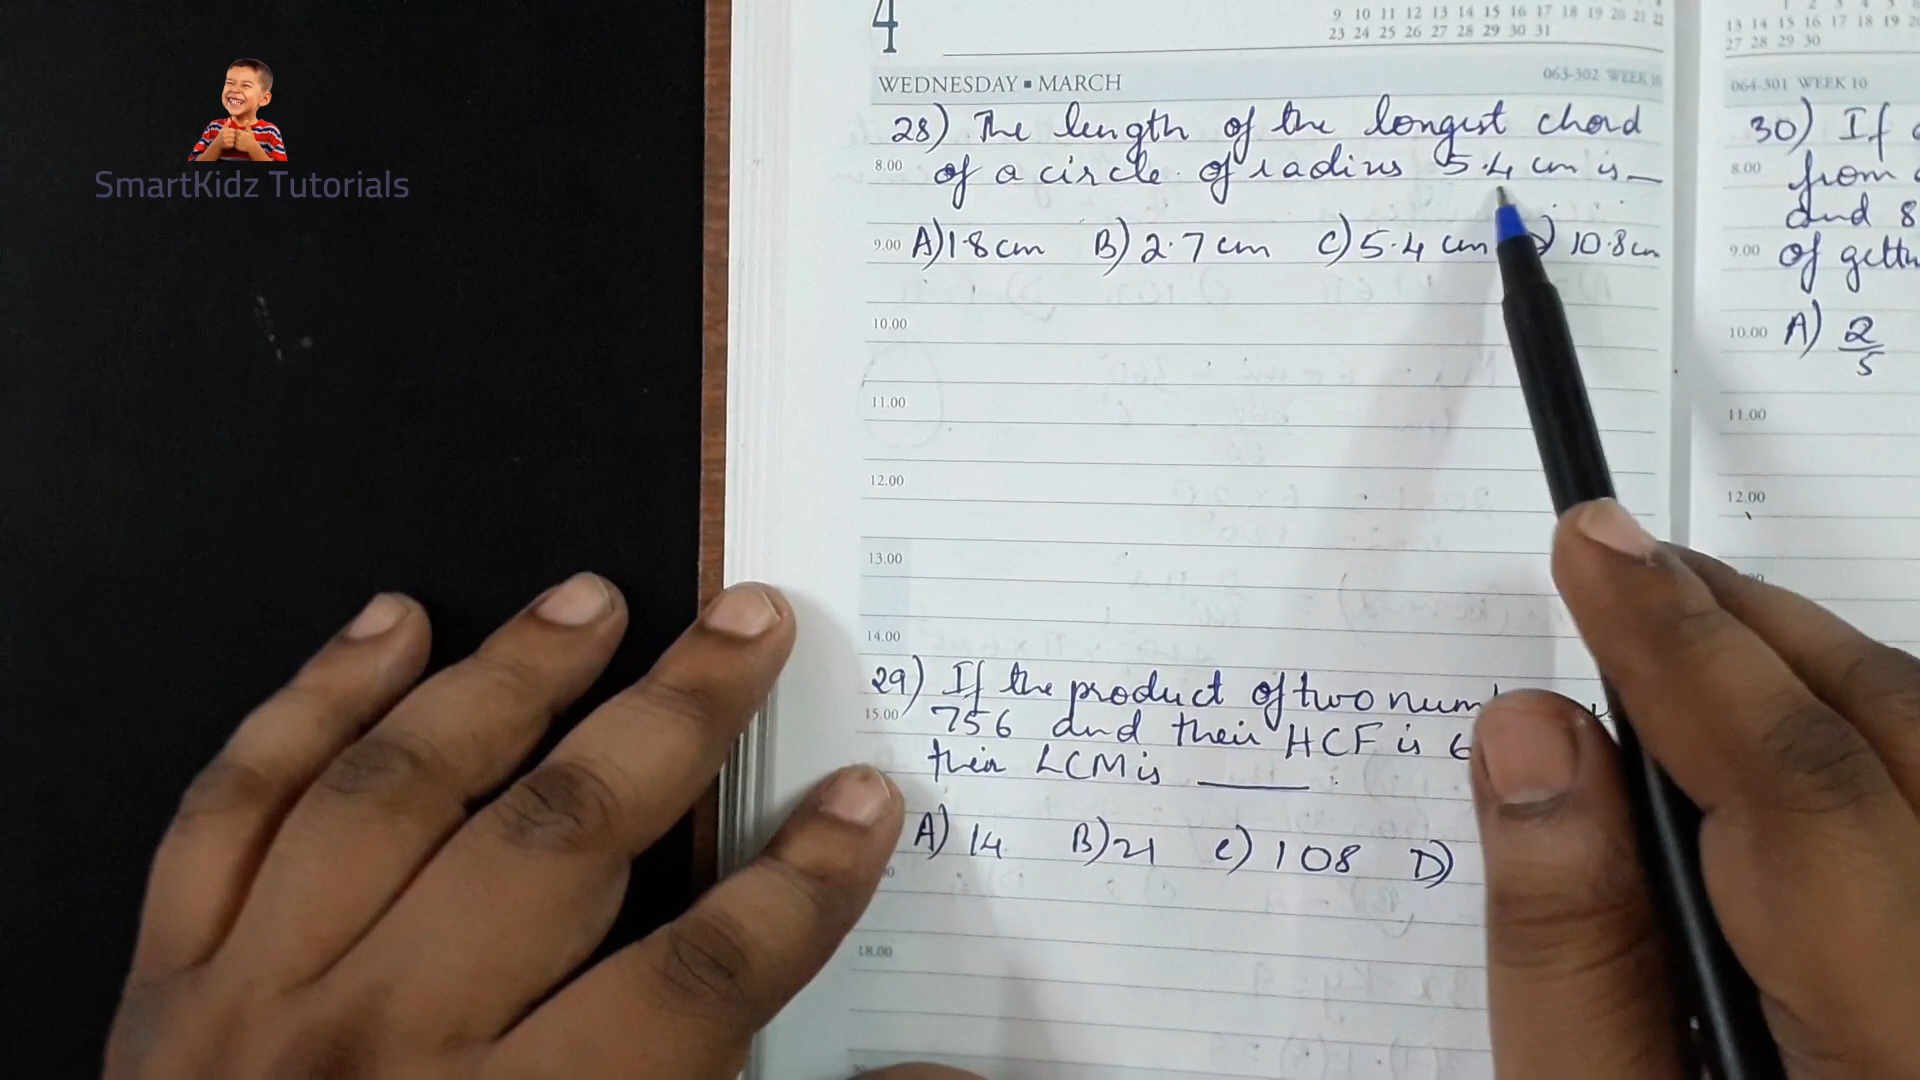 SmartKidz Tutorials
4
9 10 11 12 13 14 15 16 17 18 19 20 21 22
23 24 25 26 27 28 29 30 31
WEDNESDAY ▪ MARCH
063-302 WEEK 10
28) The length of the longest chord
8.00 of a circle of radius 5.4 cm is __
9.00 A) 1.8 cm B) 2.7 cm C) 5.4 cm D) 10.8 cm
10.00
11.00
12.00
13.00
14.00
29) If the product of two num
15.00 756 and their HCF is 6
their LCM is ____ .
A) 14 B) 21 C) 108 D)
18.00
13 14 15 16 17 18 19
27 28 29 30
064-301 WEEK 10
30) If
8.00 from
and 8
9.00 of gett
10.00 A) 2/5
11.00
12.00